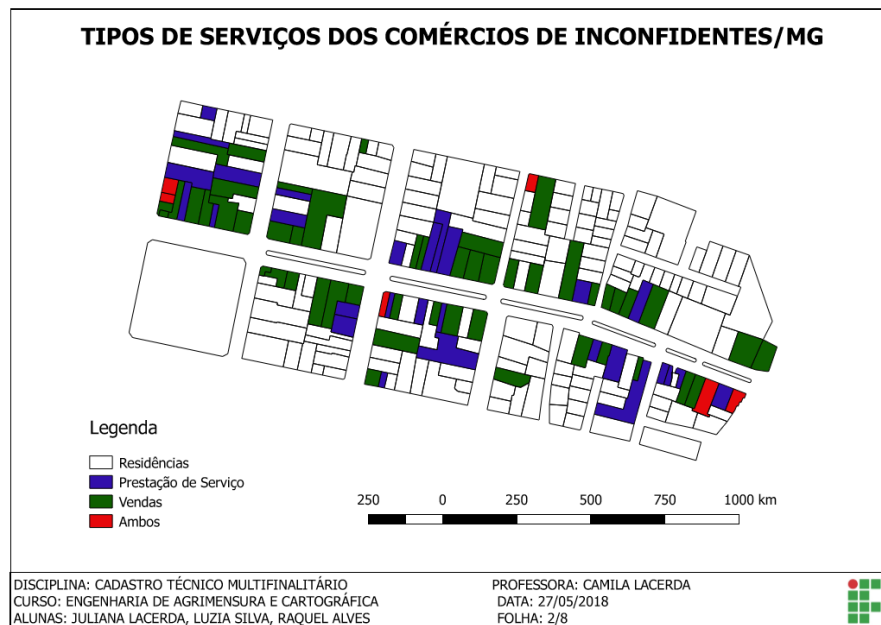 TIPOS DE SERVIÇOS DOS COMÉRCIOS DE INCONFIDENTES/MG
Legenda
Residências
Prestação de Serviço
Vendas
Ambos
250 0 250 500 750 1000 km
DISCIPLINA: CADASTRO TÉCNICO MULTIFINALITÁRIO
CURSO: ENGENHARIA DE AGRIMENSURA E CARTOGRÁFICA
ALUNAS: JULIANA LACERDA, LUZIA SILVA, RAQUEL ALVES
PROFESSORA: CAMILA LACERDA
DATA: 27/05/2018
FOLHA: 2/8